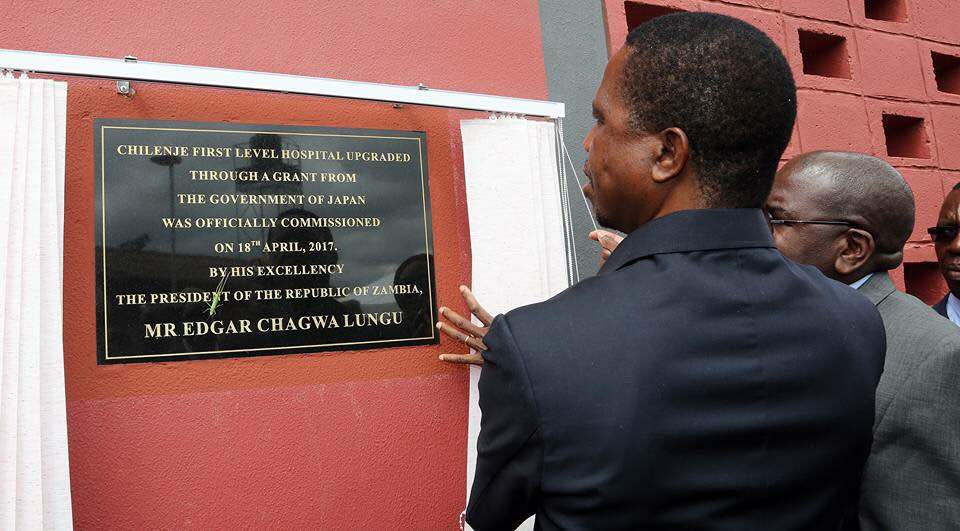 CHILENJE FIRST LEVEL HOSPITAL UPGRADED
THROUGH A GRANT FROM
THE GOVERNMENT OF JAPAN
WAS OFFICIALLY COMMISSIONED
ON 18TH APRIL, 2017.
BY HIS EXCELLENCY
THE PRESIDENT OF THE REPUBLIC OF ZAMBIA,
MR EDGAR CHAGWA LUNGU